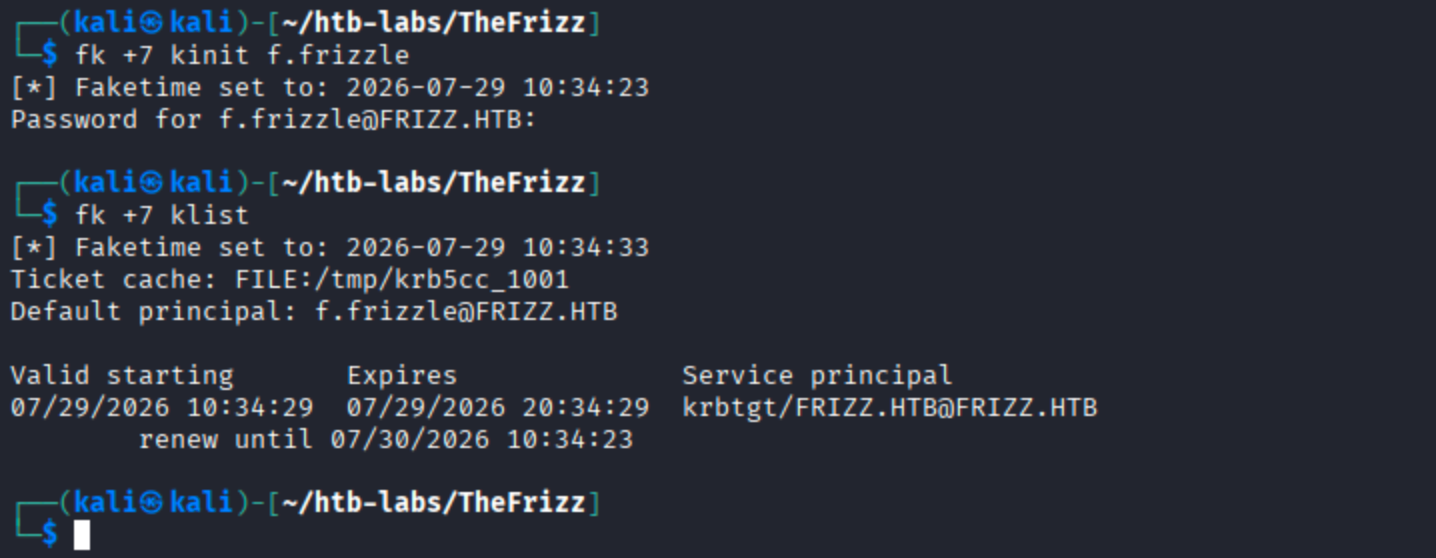 ┌──(kali㉿kali)-[~/htb-labs/TheFrizz]
└─$ fk +7 kinit f.frizzle
[*] Faketime set to: 2026-07-29 10:34:23
Password for f.frizzle@FRIZZ.HTB:
┌──(kali㉿kali)-[~/htb-labs/TheFrizz]
└─$ fk +7 klist
[*] Faketime set to: 2026-07-29 10:34:33
Ticket cache: FILE:/tmp/krb5cc_1001
Default principal: f.frizzle@FRIZZ.HTB
Valid starting       Expires              Service principal
07/29/2026 10:34:29  07/29/2026 20:34:29  krbtgt/FRIZZ.HTB@FRIZZ.HTB
        renew until 07/30/2026 10:34:23
┌──(kali㉿kali)-[~/htb-labs/TheFrizz]
└─$